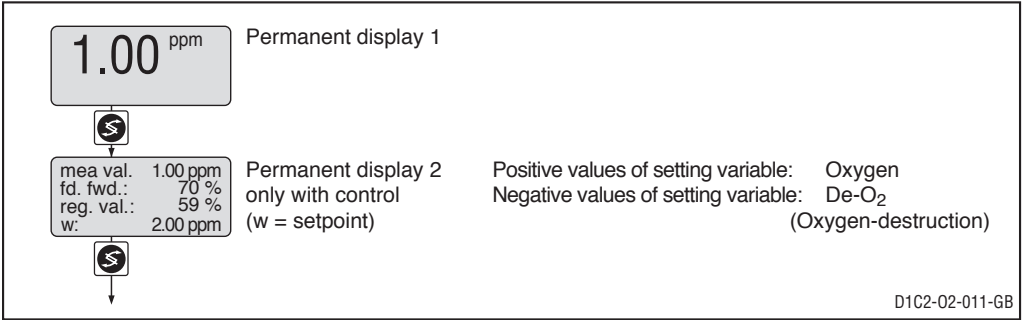 1.00 ppm
Permanent display 1
mea val. 1.00 ppm
fd. fwd.: 70 %
reg. val.: 59 %
w: 2.00 ppm
Permanent display 2
only with control
(w = setpoint)
Positive values of setting variable: Oxygen
Negative values of setting variable: De-O₂
(Oxygen-destruction)
D1C2-O2-011-GB